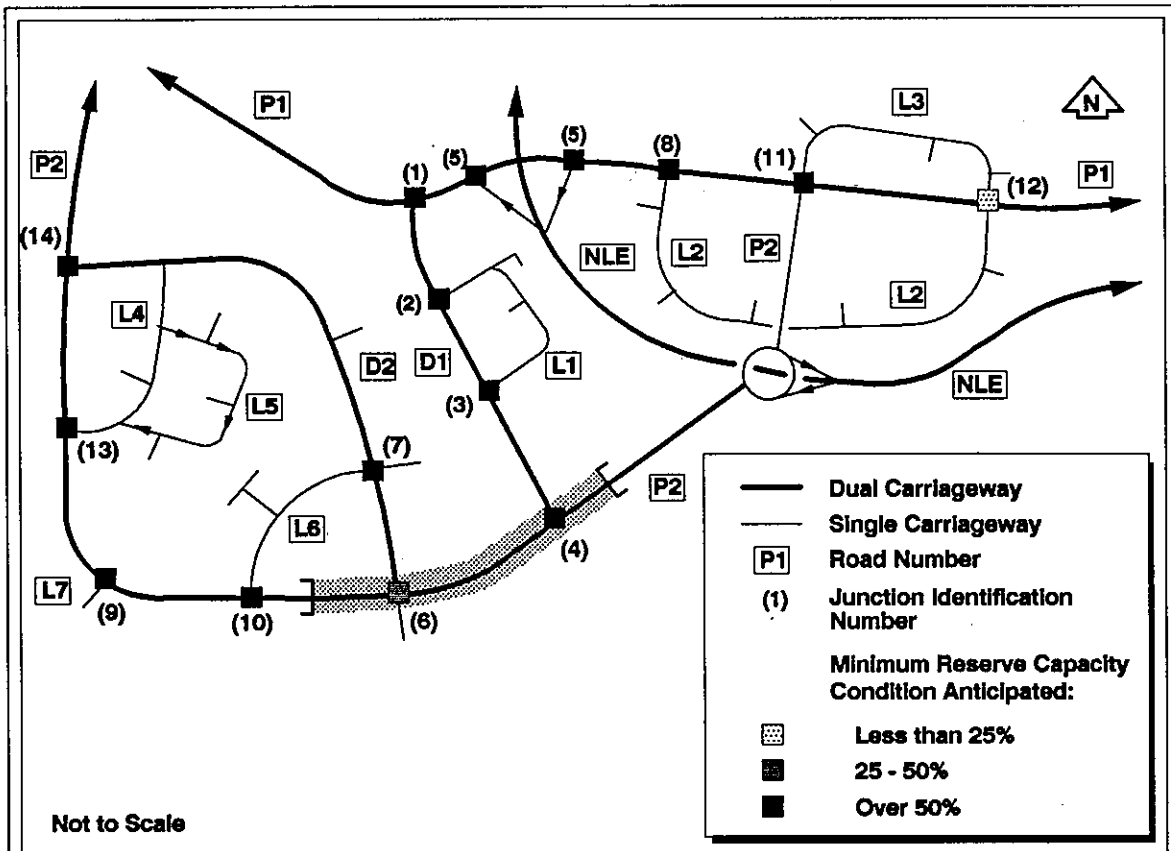 P1
L3
N
P2
(5)
(5)
(8)
(11)
(1)
(12)
P1
(14)
NLE
L2
P2
L2
(2)
L4
D2
D1
L1
NLE
(3)
L5
(13)
(7)
P2
L6
(4)
L7
(9)
(10)
(6)
Dual Carriageway
Single Carriageway
P1 Road Number
(1) Junction Identification
Number
Minimum Reserve Capacity
Condition Anticipated:
Less than 25%
25 - 50%
Over 50%
Not to Scale